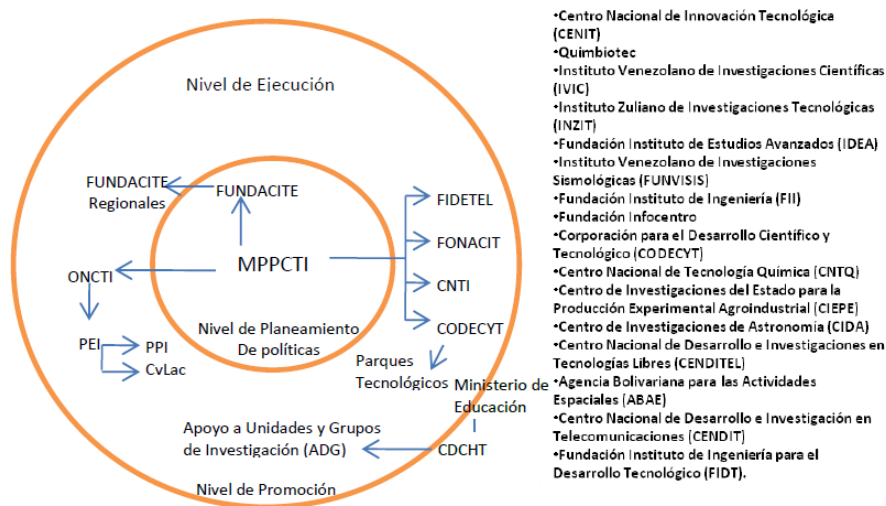 Nivel de Ejecución
FUNDACITE
Regionales
FUNDACITE
FIDETEL
FONACIT
MPPCTI
ONCTI
CNTI
CODECYT
Nivel de Planeamiento
De políticas
PEI
PPI
CvLac
Parques
Tecnológicos
Ministerio de
Educación
Apoyo a Unidades y Grupos
de Investigación (ADG)
CDCHT
Nivel de Promoción
•Centro Nacional de Innovación Tecnológica
(CENIT)
•Quimbiotec
•Instituto Venezolano de Investigaciones Científicas
(IVIC)
•Instituto Zuliano de Investigaciones Tecnológicas
(INZIT)
•Fundación Instituto de Estudios Avanzados (IDEA)
•Instituto Venezolano de Investigaciones
Sismológicas (FUNVISIS)
•Fundación Instituto de Ingeniería (FII)
•Fundación Infocentro
•Corporación para el Desarrollo Científico y
Tecnológico (CODECYT)
•Centro Nacional de Tecnología Química (CNTQ)
•Centro de Investigaciones del Estado para la
Producción Experimental Agroindustrial (CIEPE)
•Centro de Investigaciones de Astronomía (CIDA)
•Centro Nacional de Desarrollo e Investigaciones en
Tecnologías Libres (CENDITEL)
•Agencia Bolivariana para las Actividades
Espaciales (ABAE)
•Centro Nacional de Desarrollo e Investigación en
Telecomunicaciones (CENDIT)
•Fundación Instituto de Ingeniería para el
Desarrollo Tecnológico (FIDT).